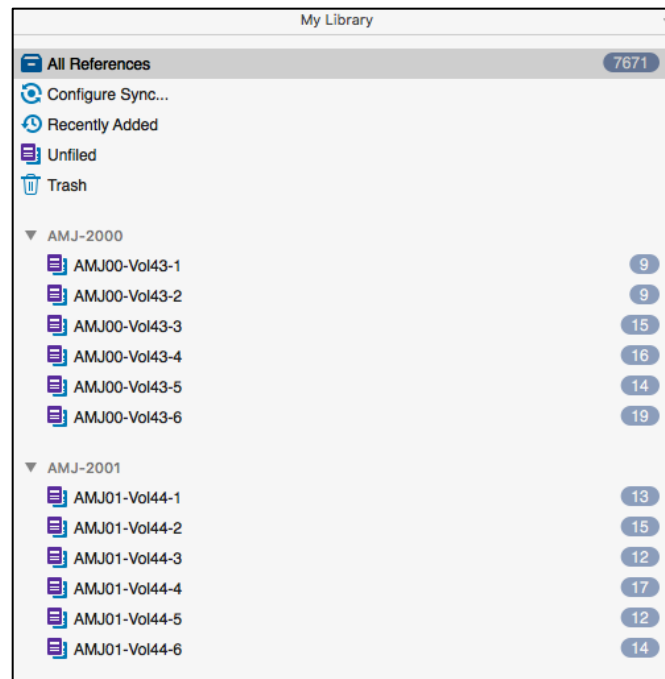 My Library
All References 7671
Configure Sync...
Recently Added
Unfiled
Trash
AMJ-2000
AMJ00-Vol43-1 9
AMJ00-Vol43-2 9
AMJ00-Vol43-3 15
AMJ00-Vol43-4 16
AMJ00-Vol43-5 14
AMJ00-Vol43-6 19
AMJ-2001
AMJ01-Vol44-1 13
AMJ01-Vol44-2 15
AMJ01-Vol44-3 12
AMJ01-Vol44-4 17
AMJ01-Vol44-5 12
AMJ01-Vol44-6 14